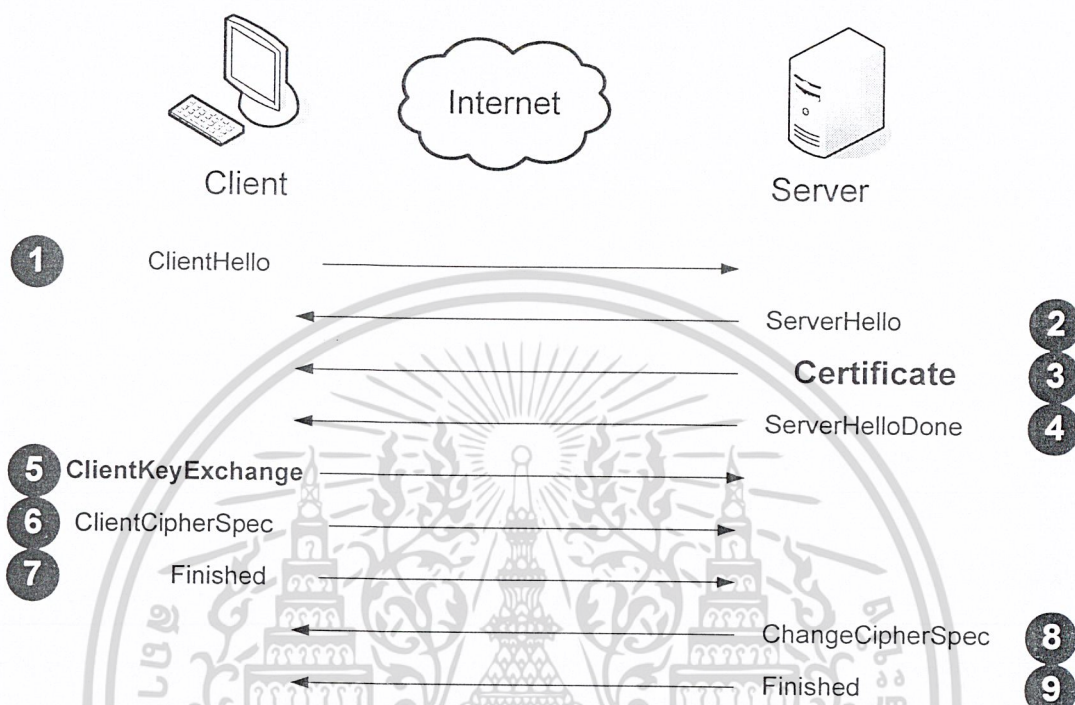 Internet
Client
Server
1 ClientHello
ServerHello 2
Certificate 3
ServerHelloDone 4
5 ClientKeyExchange
6 ClientCipherSpec
7 Finished
ChangeCipherSpec 8
Finished 9